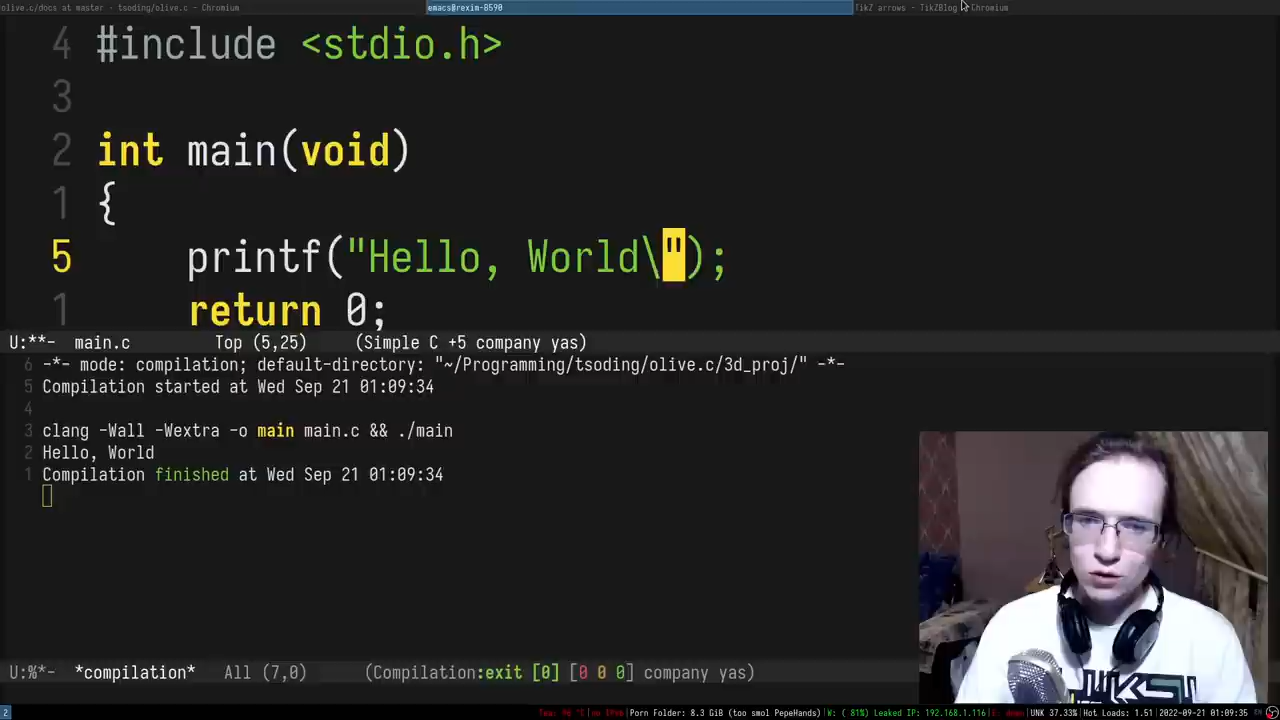 olive.c/docs at master · tsoding/olive.c - Chromium
emacs@rexim-8590
TikZ arrows - TikZBlog - Chromium
4 #include <stdio.h>
3
2 int main(void)
1 {
5 printf("Hello, World\");
1 return 0;
U:**- main.c Top (5,25) (Simple C +5 company yas)
6 -*- mode: compilation; default-directory: "~/Programming/tsoding/olive.c/3d_proj/" -*-
5 Compilation started at Wed Sep 21 01:09:34
4
3 clang -Wall -Wextra -o main main.c && ./main
2 Hello, World
1 Compilation finished at Wed Sep 21 01:09:34
U:%*- *compilation* All (7,0) (Compilation:exit [0] [0 0 0] company yas)
2
Porn Folder: 8.3 GiB (too smol PepeHands)
W: ( 81%) Leaked IP: 192.168.1.116
UNK 37.33%
Hot Loads: 1.51
2022-09-21 01:09:35